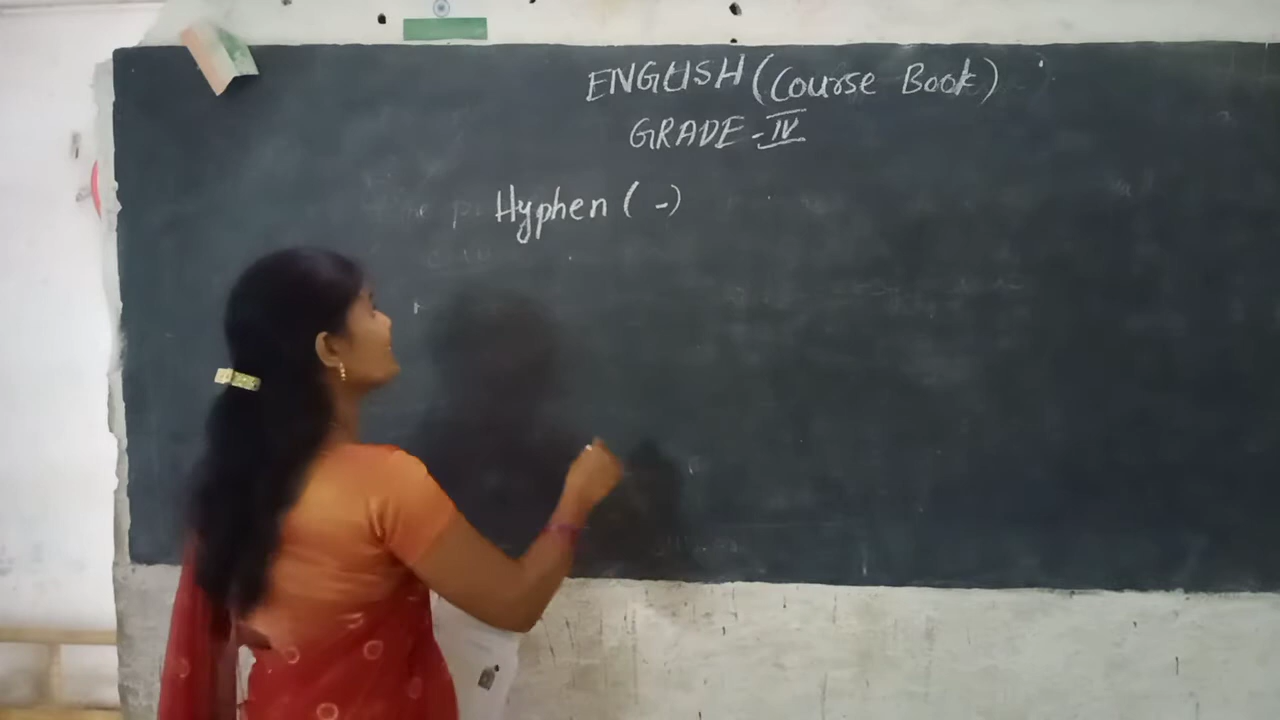 ENGLISH (Course Book)
GRADE - IV
Hyphen ( - )